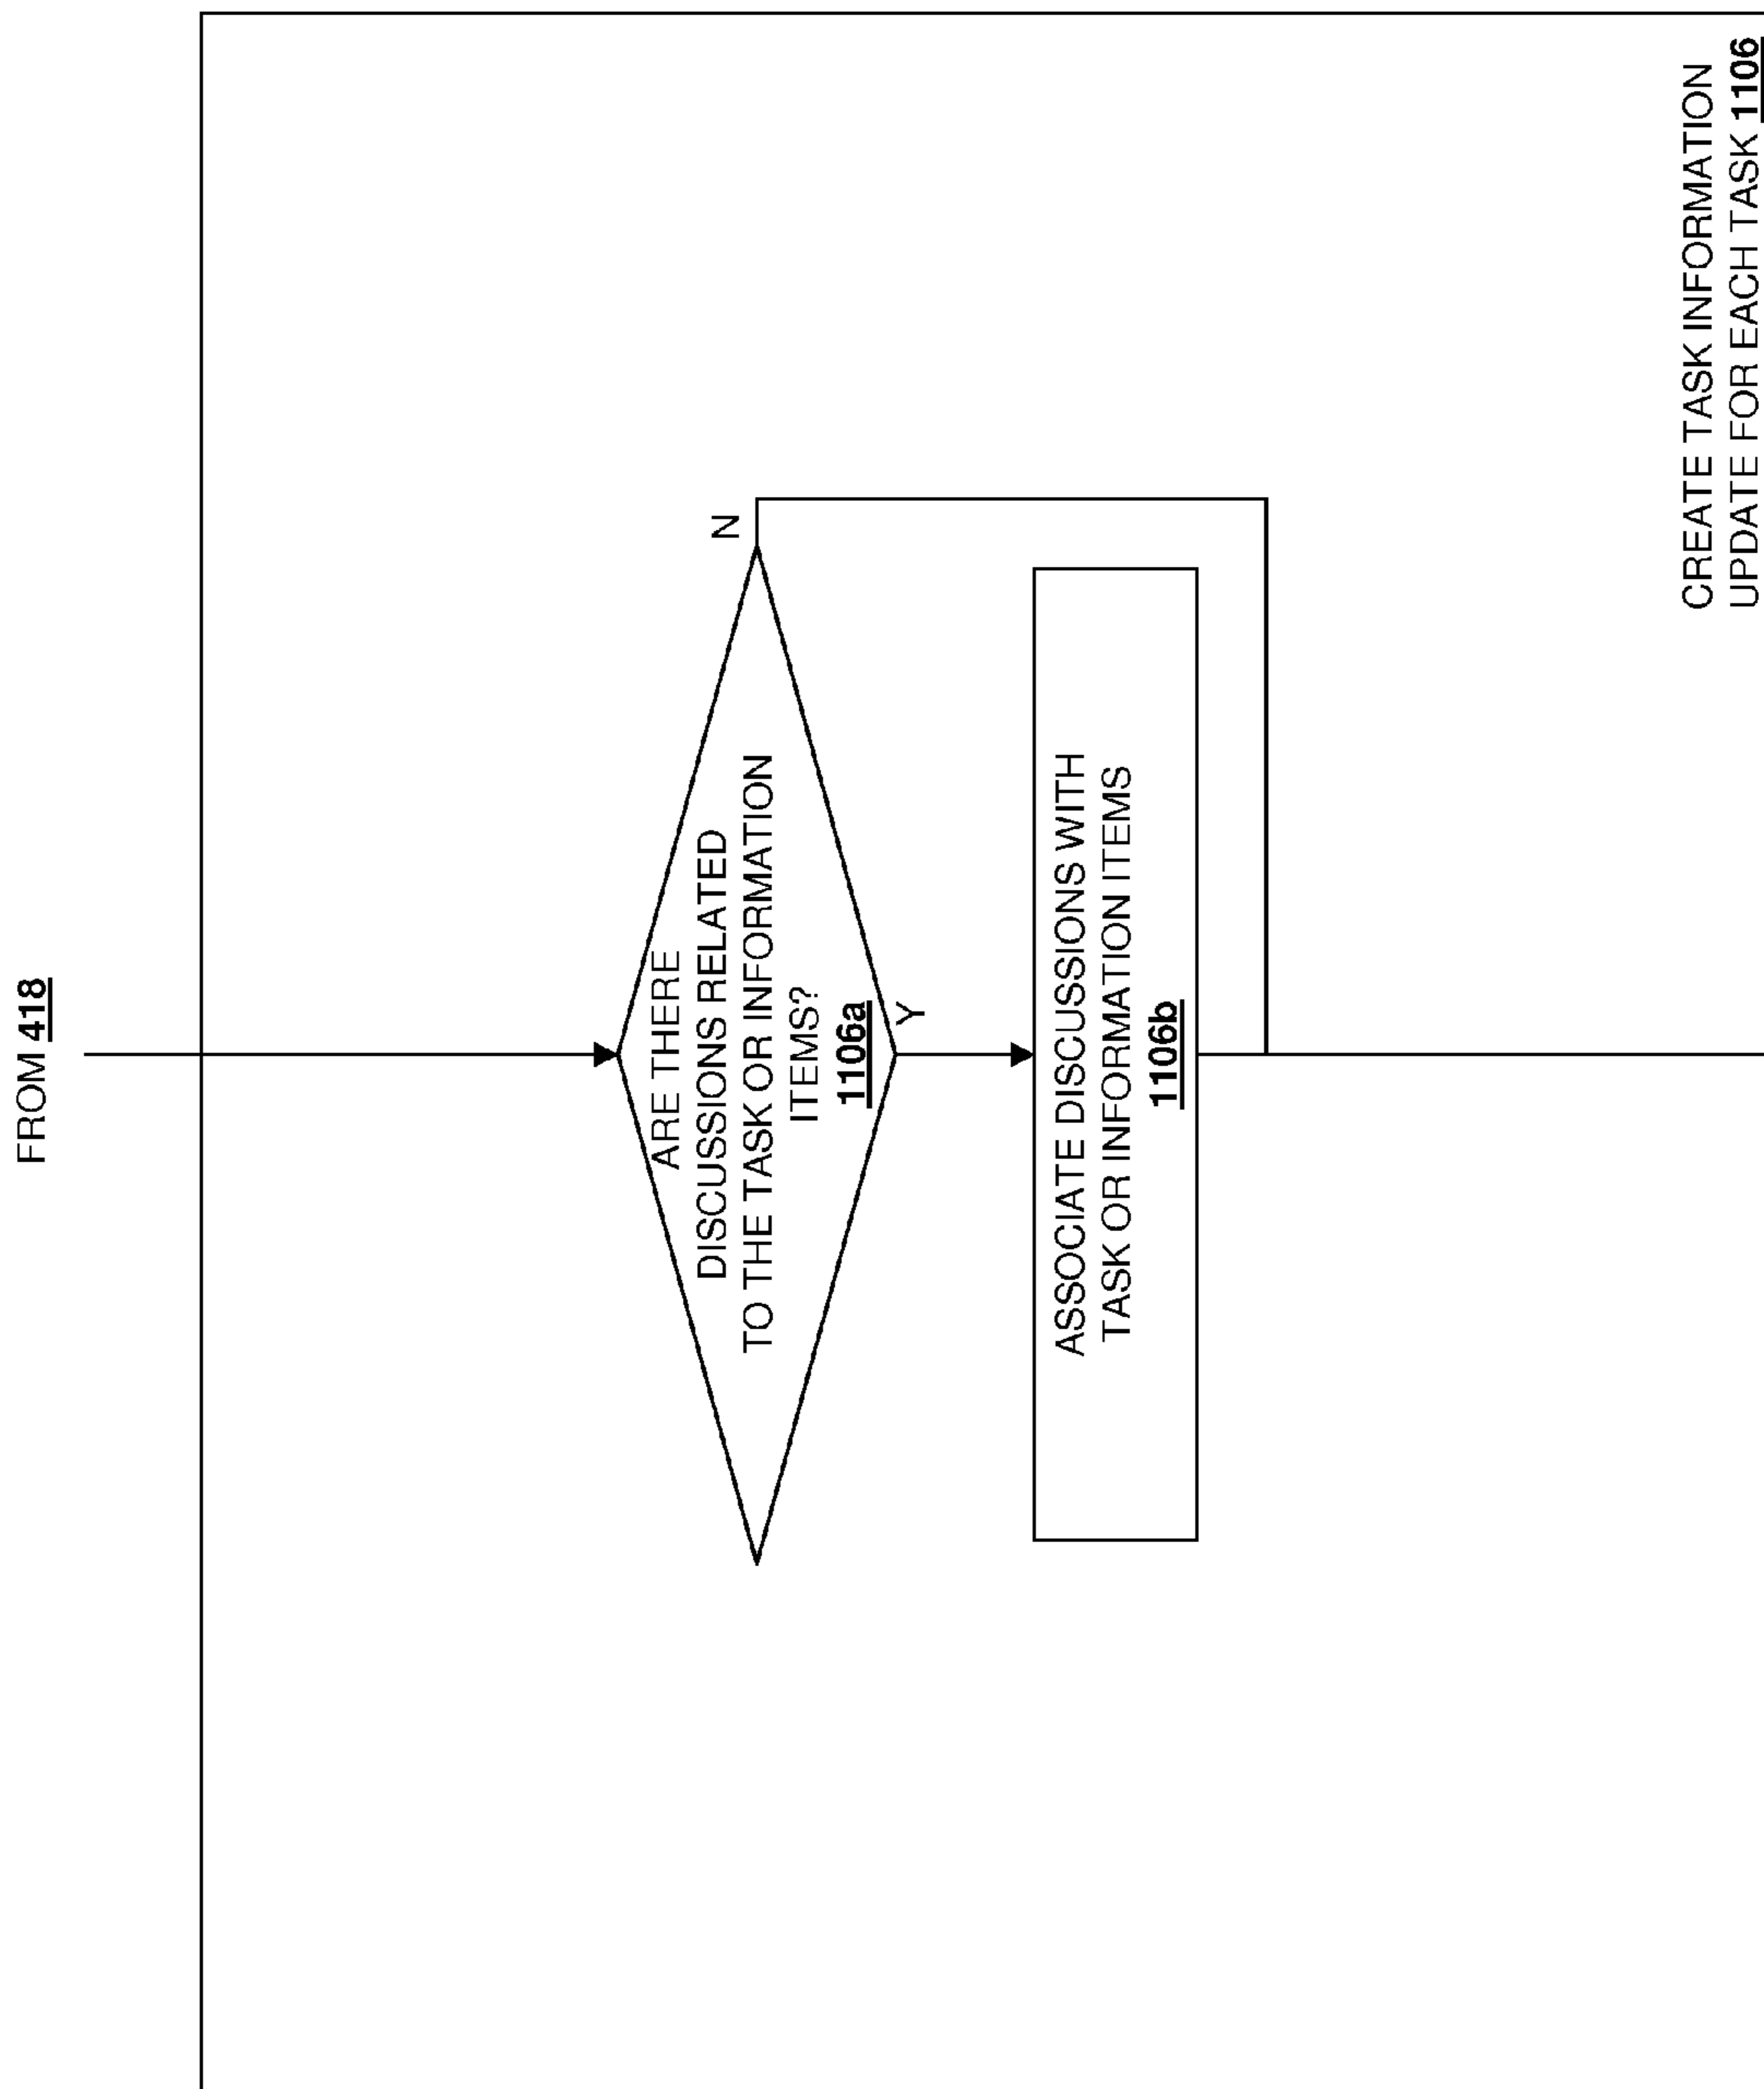 FROM 418
ARE THERE
DISCUSSIONS RELATED
TO THE TASK OR INFORMATION
ITEMS?
1106a
N
Y
ASSOCIATE DISCUSSIONS WITH
TASK OR INFORMATION ITEMS
1106b
CREATE TASK INFORMATION
UPDATE FOR EACH TASK 1106